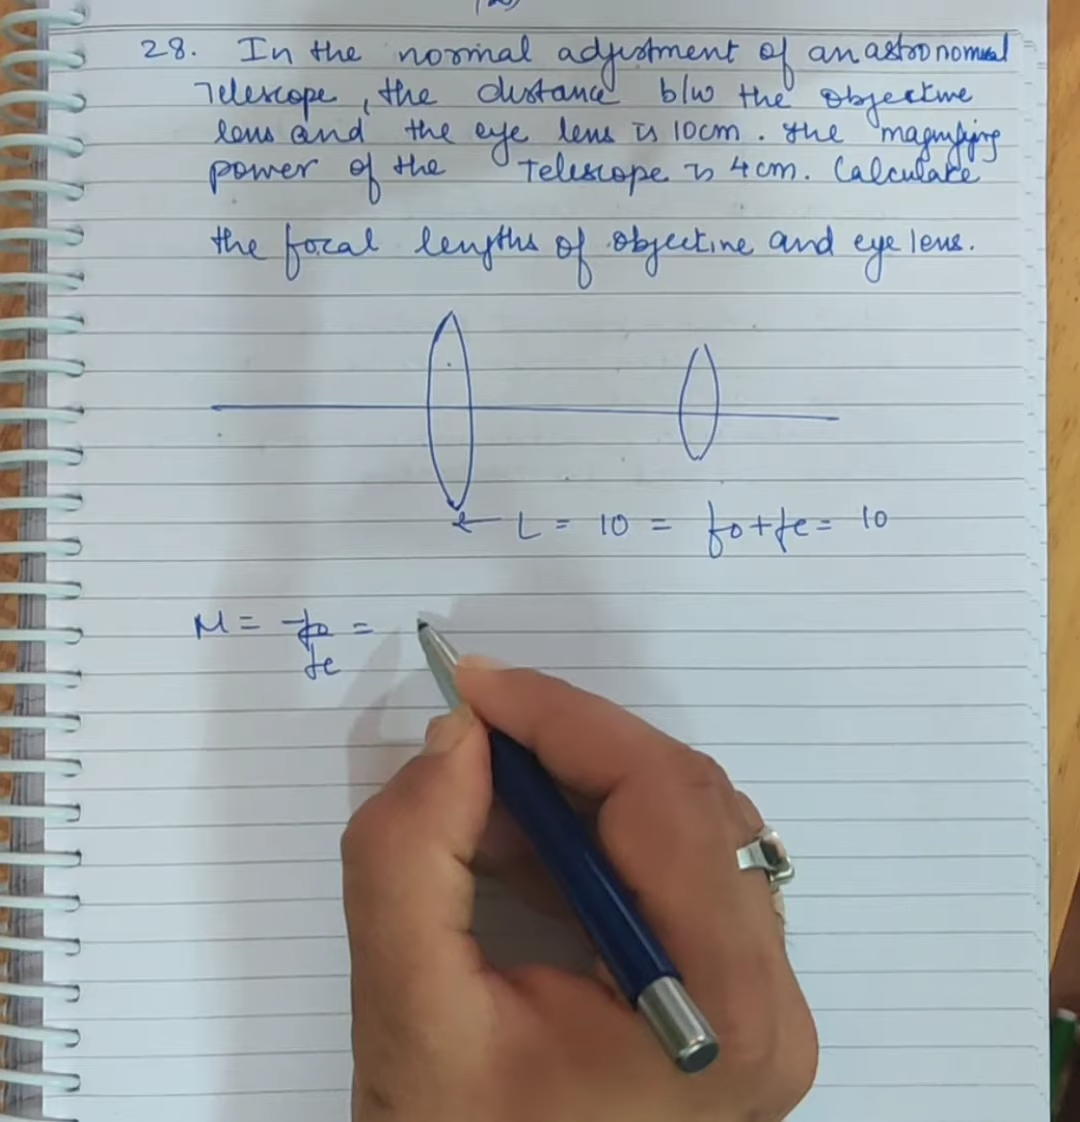 28. In the normal adjustment of an astronomical
Telescope, the distance b/w the objective
lens and the eye lens is 10cm. The magnifying
power of the Telescope is 4cm. Calculate
the focal lengths of objective and eye lens.
← L = 10 = fo+fe = 10
M = fo =
fe